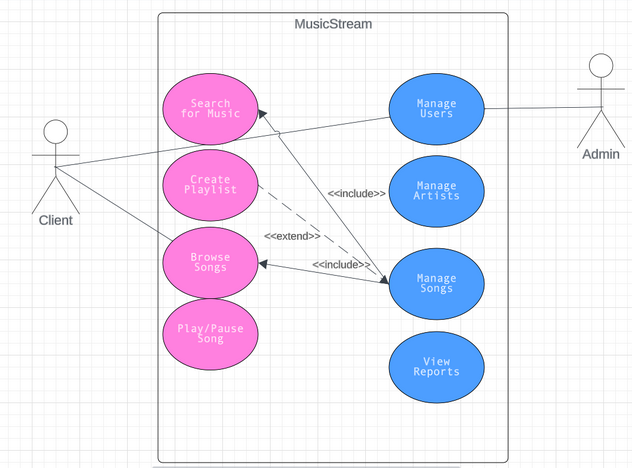 MusicStream
Search
for Music
Manage
Users
Admin
Create
Playlist
Manage
Artists
<<include>>
Client
<<extend>>
Browse
Songs
<<include>>
Manage
Songs
Play/Pause
Song
View
Reports